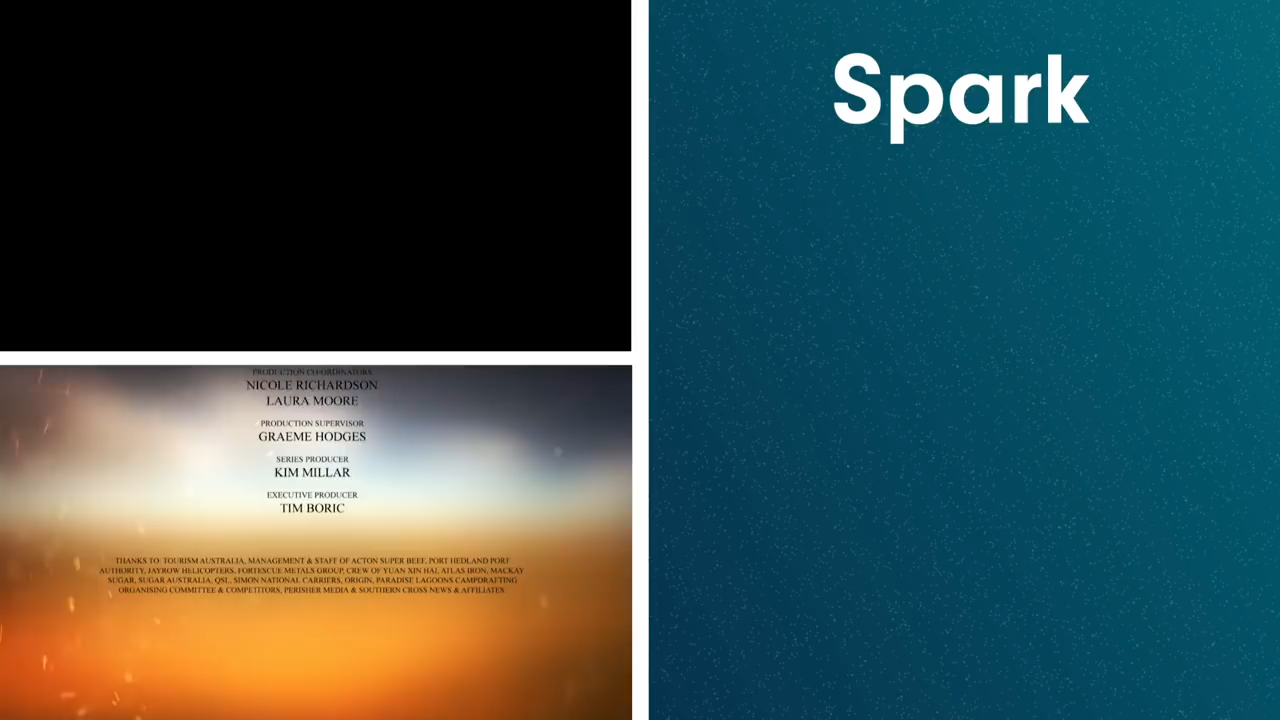 Spark
PRODUCTION CO-ORDINATORS
NICOLE RICHARDSON
LAURA MOORE
PRODUCTION SUPERVISOR
GRAEME HODGES
SERIES PRODUCER
KIM MILLAR
EXECUTIVE PRODUCER
TIM BORIC
THANKS TO: TOURISM AUSTRALIA, MANAGEMENT & STAFF OF ACTON SUPER BEEF, PORT HEDLAND PORT
AUTHORITY, JAYROW HELICOPTERS, FORTESCUE METALS GROUP, CREW OF YUAN XIN HAI, ATLAS IRON, MACKAY
SUGAR, SUGAR AUSTRALIA, QSL, SIMON NATIONAL CARRIERS, ORIGIN, PARADISE LAGOONS CAMPDRAFTING
ORGANISING COMMITTEE & COMPETITORS, PERISHER MEDIA & SOUTHERN CROSS NEWS & AFFILIATES.